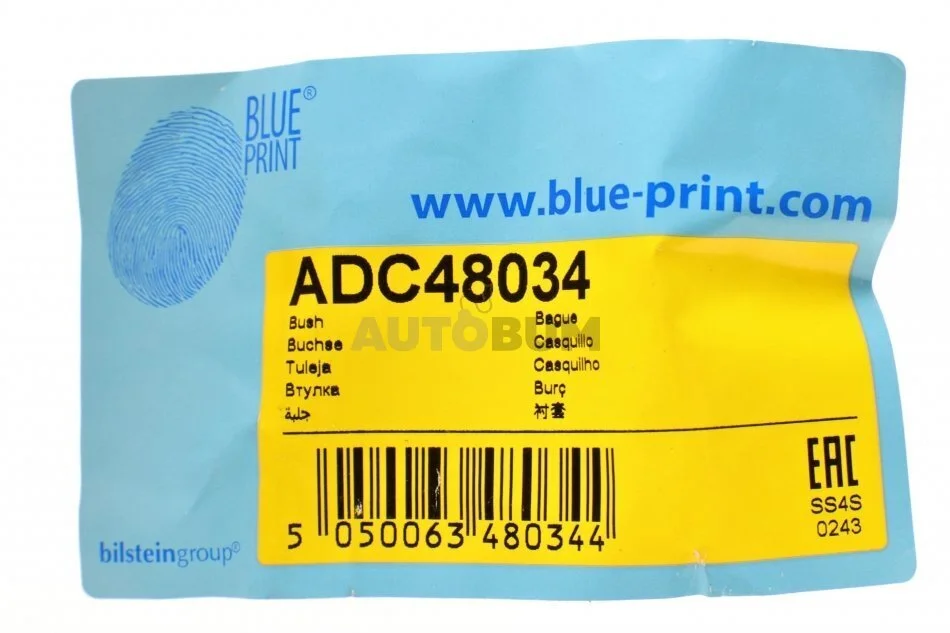 BLUE®
PRINT
www.blue-print.com
ADC48034
Bush
Buchse
Tuleja
Втулка
جلبة
Bague
Casquillo
Casquilho
Burç
衬套
AUTOBUM
5 050063 480344
EAC
SS4S
0243
bilsteingroup®